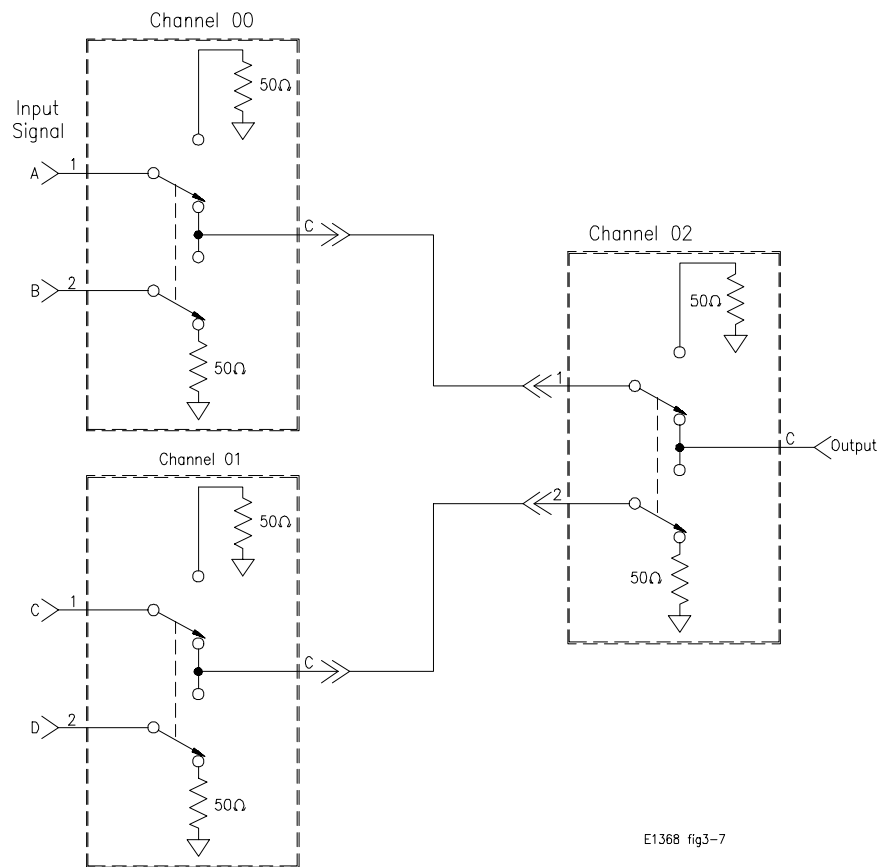 Channel 00
50Ω
Input
Signal
A
1
C
B
2
50Ω
Channel 02
50Ω
1
C
Output
2
50Ω
Channel 01
50Ω
C
1
C
D
2
50Ω
E1368 fig3-7